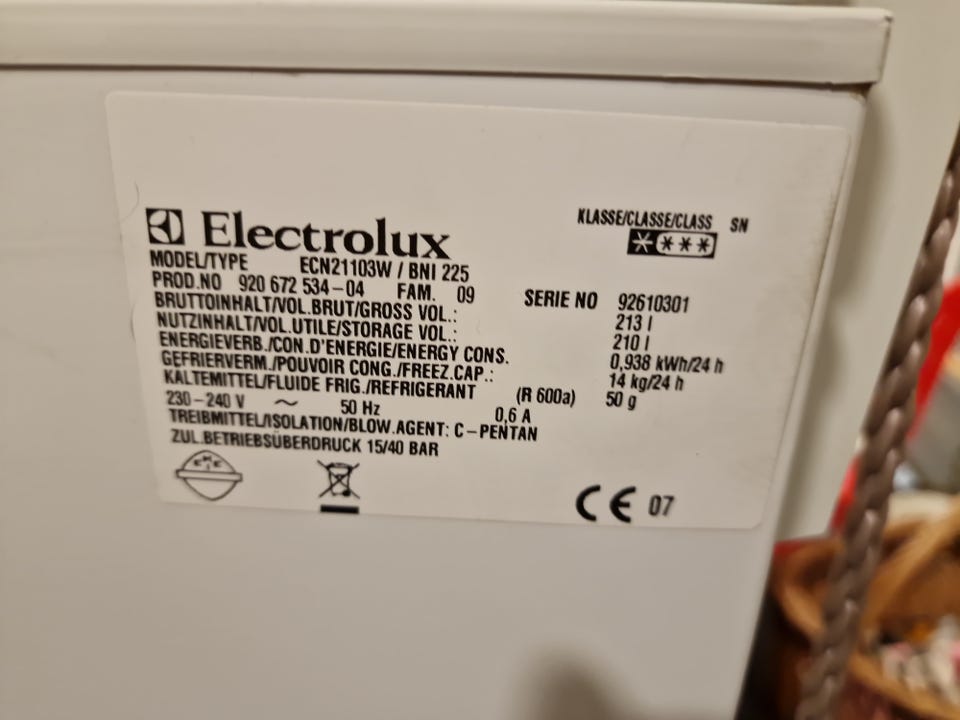 Electrolux
KLASSE/CLASSE/CLASS SN
MODEL/TYPE ECN21103W / BNI 225
PROD.NO 920 672 534-04 FAM. 09 SERIE NO 92610301
BRUTTOINHALT/VOL.BRUT/GROSS VOL.: 213 l
NUTZINHALT/VOL.UTILE/STORAGE VOL.: 210 l
ENERGIEVERB./CON.D'ENERGIE/ENERGY CONS. 0,938 kWh/24 h
GEFRIERVERM./POUVOIR CONG./FREEZ.CAP.: 14 kg/24 h
KALTEMITTEL/FLUIDE FRIG./REFRIGERANT (R 600a) 50 g
230-240 V ~ 50 Hz 0,6 A
TREIBMITTEL/ISOLATION/BLOW.AGENT: C-PENTAN
ZUL.BETRIEBSÜBERDRUCK 15/40 BAR
CE 07